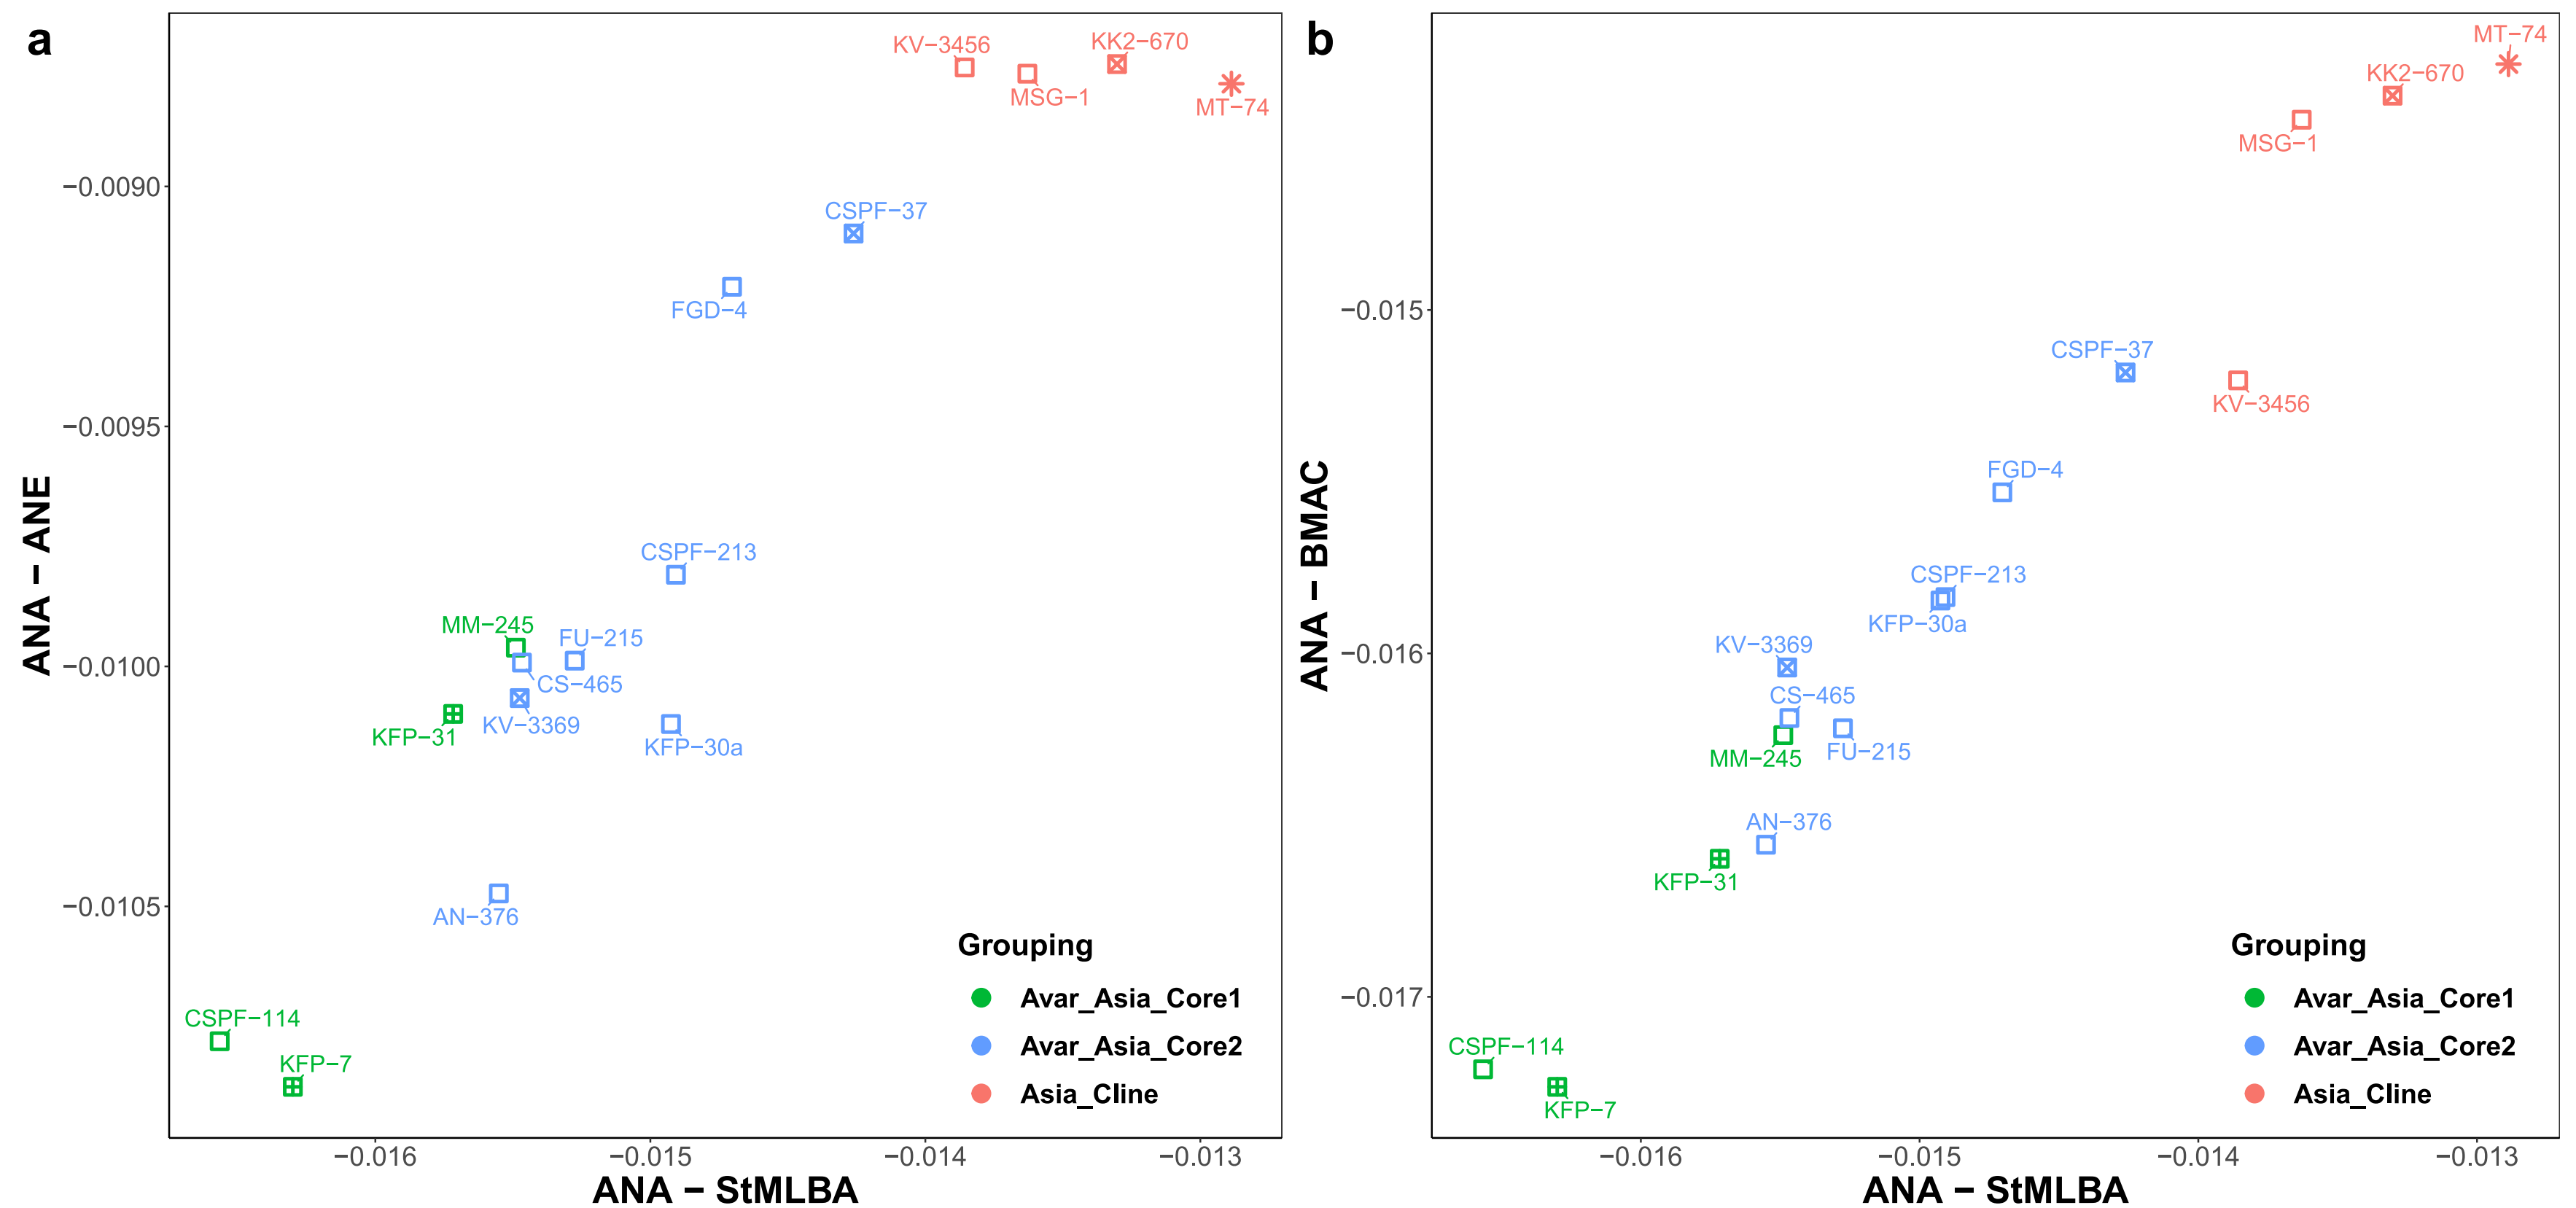 a
KV−3456
KK2−670
MSG−1
MT−74
−0.0090
CSPF−37
FGD−4
−0.0095
CSPF−213
MM−245
FU−215
−0.0100
CS−465
KV−3369
KFP−31
KFP−30a
−0.0105
AN−376
CSPF−114
KFP−7
Grouping
Avar_Asia_Core1
Avar_Asia_Core2
Asia_Cline
−0.016
−0.015
−0.014
−0.013
ANA − StMLBA
ANA − ANE
b
MT−74
KK2−670
MSG−1
−0.015
CSPF−37
KV−3456
FGD−4
CSPF−213
KFP−30a
KV−3369
−0.016
CS−465
FU−215
MM−245
AN−376
KFP−31
−0.017
CSPF−114
KFP−7
Grouping
Avar_Asia_Core1
Avar_Asia_Core2
Asia_Cline
−0.016
−0.015
−0.014
−0.013
ANA − StMLBA
ANA − BMAC